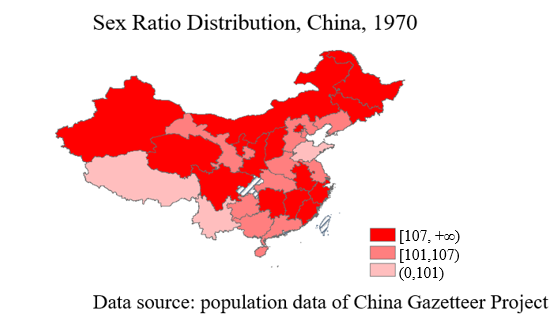 Sex Ratio Distribution, China, 1970
[107, +∞)
[101,107)
(0,101)
Data source: population data of China Gazetteer Project